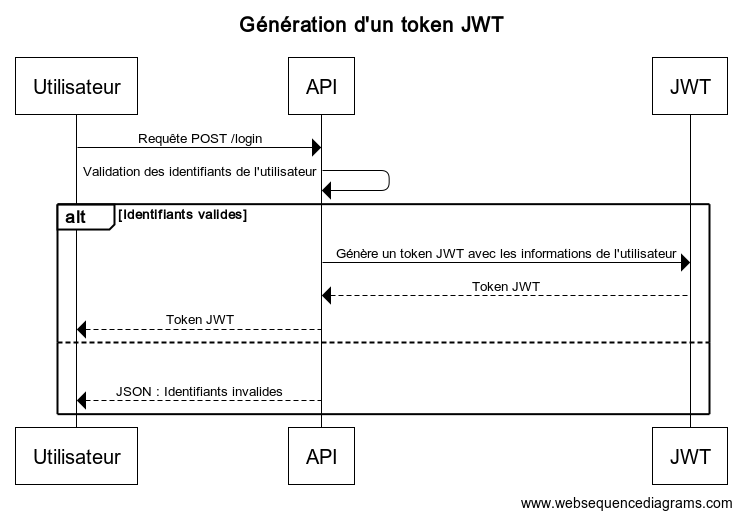 Génération d'un token JWT
Utilisateur
API
JWT
Requête POST /login
Validation des identifiants de l'utilisateur
alt
[Identifiants valides]
Génère un token JWT avec les informations de l'utilisateur
Token JWT
Token JWT
JSON : Identifiants invalides
Utilisateur
API
JWT
www.websequencediagrams.com